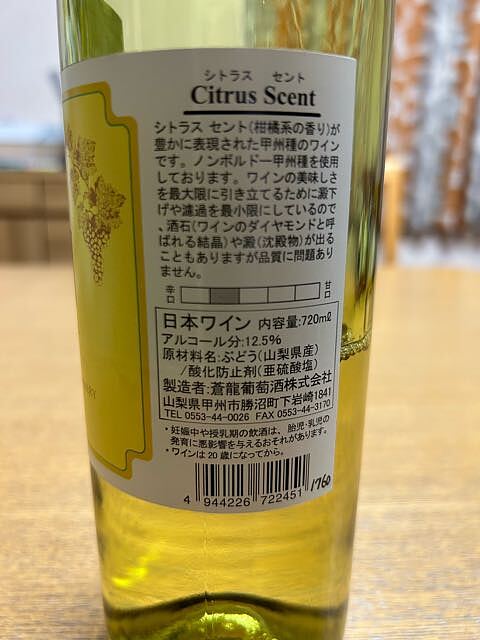 シトラス セント
Citrus Scent
シトラス セント(柑橘系の香り)が
豊かに表現された甲州種のワイン
です。ノンボルドー甲州種を使用
しております。ワインの美味しさ
を最大限に引き立てるために澱下
げや濾過を最小限にしているので
、酒石(ワインのダイヤモンドと呼
ばれる結晶)や澱(沈殿物)が出る
こともありますが品質に問題あり
ません。
辛口 甘口
日本ワイン 内容量:720mℓ
アルコール分:12.5%
原材料名:ぶどう(山梨県産)
/酸化防止剤(亜硫酸塩)
製造者:蒼龍葡萄酒株式会社
山梨県甲州市勝沼町下岩崎1841
TEL 0553-44-0026 FAX 0553-44-3170
・妊娠中や授乳期の飲酒は、胎児・乳児の
発育に悪影響を与えるおそれがあります。
・ワインは20歳になってから。
4 944226 722451
1760